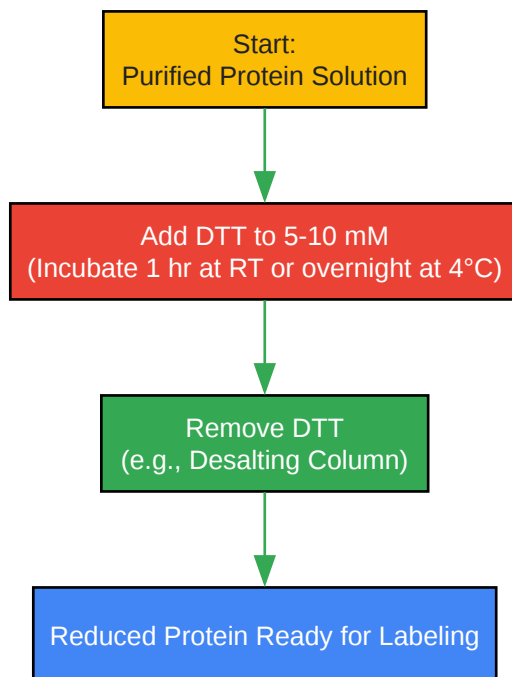 Start:
Purified Protein Solution
Add DTT to 5-10 mM
(Incubate 1 hr at RT or overnight at 4°C)
Remove DTT
(e.g., Desalting Column)
Reduced Protein Ready for Labeling